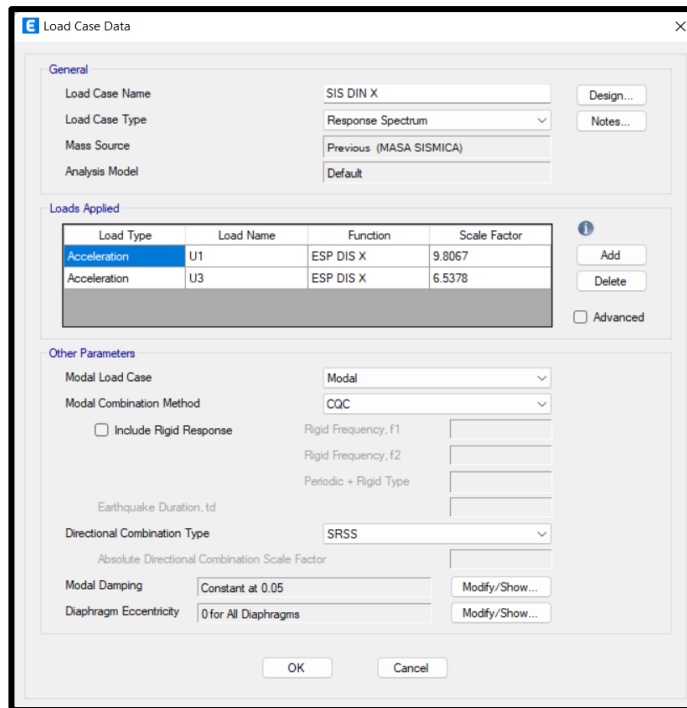 E Load Case Data
General
Load Case Name SIS DIN X Design...
Load Case Type Response Spectrum Notes...
Mass Source Previous (MASA SISMICA)
Analysis Model Default
Loads Applied
Load Type Load Name Function Scale Factor
Acceleration U1 ESP DIS X 9.8067 Add
Acceleration U3 ESP DIS X 6.5378 Delete
Advanced
Other Parameters
Modal Load Case Modal
Modal Combination Method CQC
Include Rigid Response Rigid Frequency, f1
Rigid Frequency, f2
Periodic + Rigid Type
Earthquake Duration, td
Directional Combination Type SRSS
Absolute Directional Combination Scale Factor
Modal Damping Constant at 0.05 Modify/Show...
Diaphragm Eccentricity 0 for All Diaphragms Modify/Show...
OK Cancel